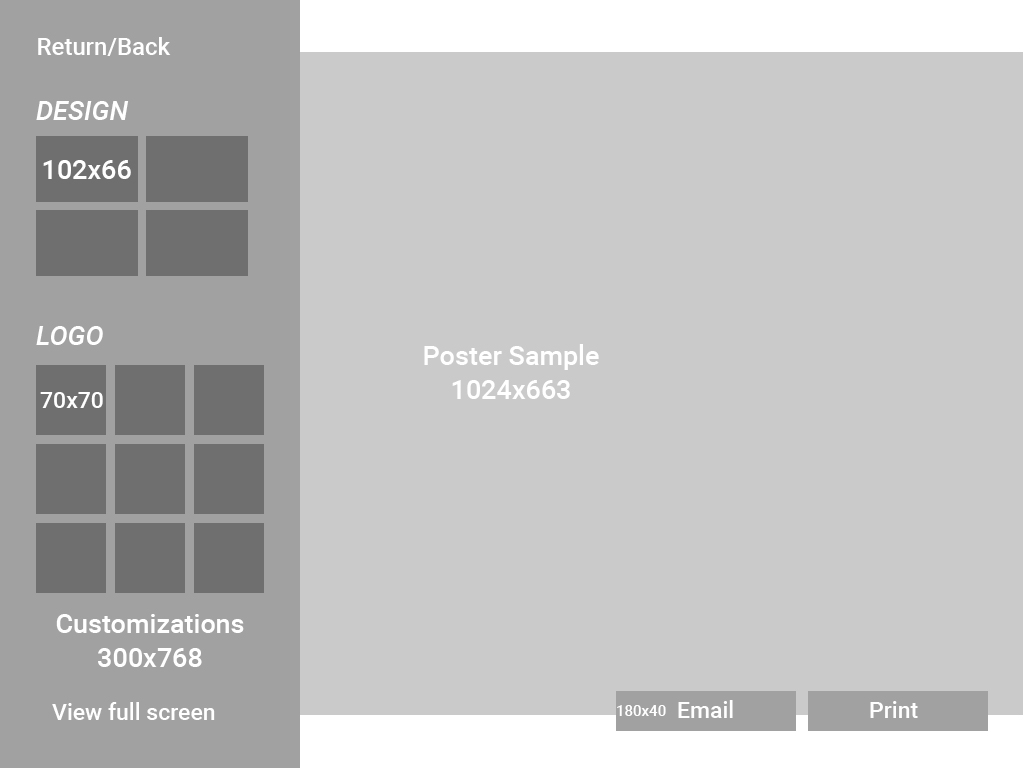 Return/Back
DESIGN
102x66
LOGO
70x70
Customizations
300x768
View full screen
Poster Sample
1024x663
180x40 Email
Print